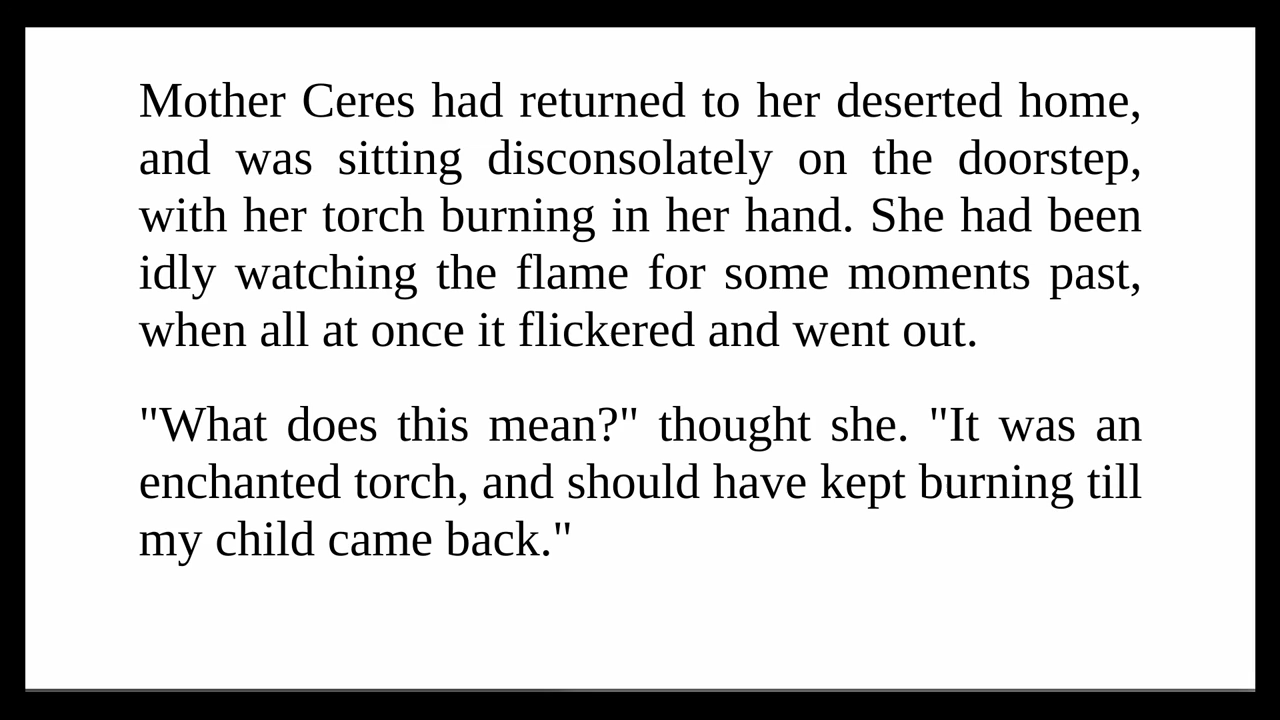 Mother Ceres had returned to her deserted home,
and was sitting disconsolately on the doorstep,
with her torch burning in her hand. She had been
idly watching the flame for some moments past,
when all at once it flickered and went out.
"What does this mean?" thought she. "It was an
enchanted torch, and should have kept burning till
my child came back."